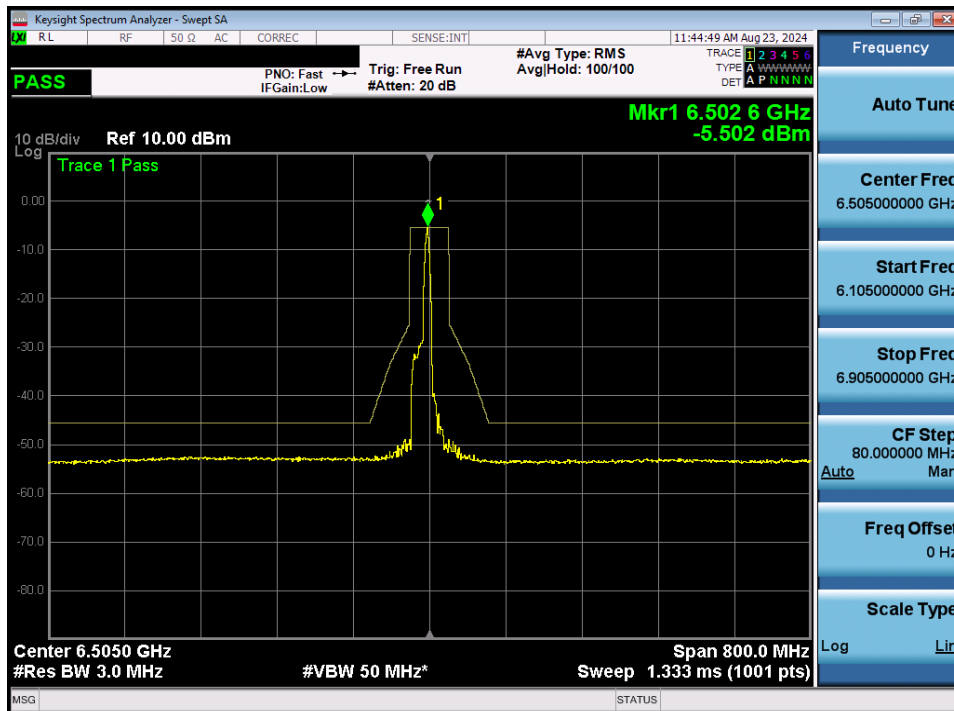 Keysight Spectrum Analyzer - Swept SA
LXI RL RF 50 Ω AC CORREC SENSE:INT 11:44:49 AM Aug 23, 2024
PASS
PNO: Fast
IFGain:Low
Trig: Free Run
#Atten: 20 dB
#Avg Type: RMS
Avg|Hold: 100/100
TRACE 1 2 3 4 5 6
TYPE A W W W W W
DET A P N N N N
Mkr1 6.502 6 GHz
-5.502 dBm
10 dB/div Ref 10.00 dBm
Log
Trace 1 Pass
1
0.00
-10.0
-20.0
-30.0
-40.0
-50.0
-60.0
-70.0
-80.0
Center 6.5050 GHz Span 800.0 MHz
#Res BW 3.0 MHz #VBW 50 MHz* Sweep 1.333 ms (1001 pts)
MSG STATUS
Frequency
Auto Tune
Center Freq
6.505000000 GHz
Start Freq
6.105000000 GHz
Stop Freq
6.905000000 GHz
CF Step
80.000000 MHz
Auto Man
Freq Offset
0 Hz
Scale Type
Log Lin